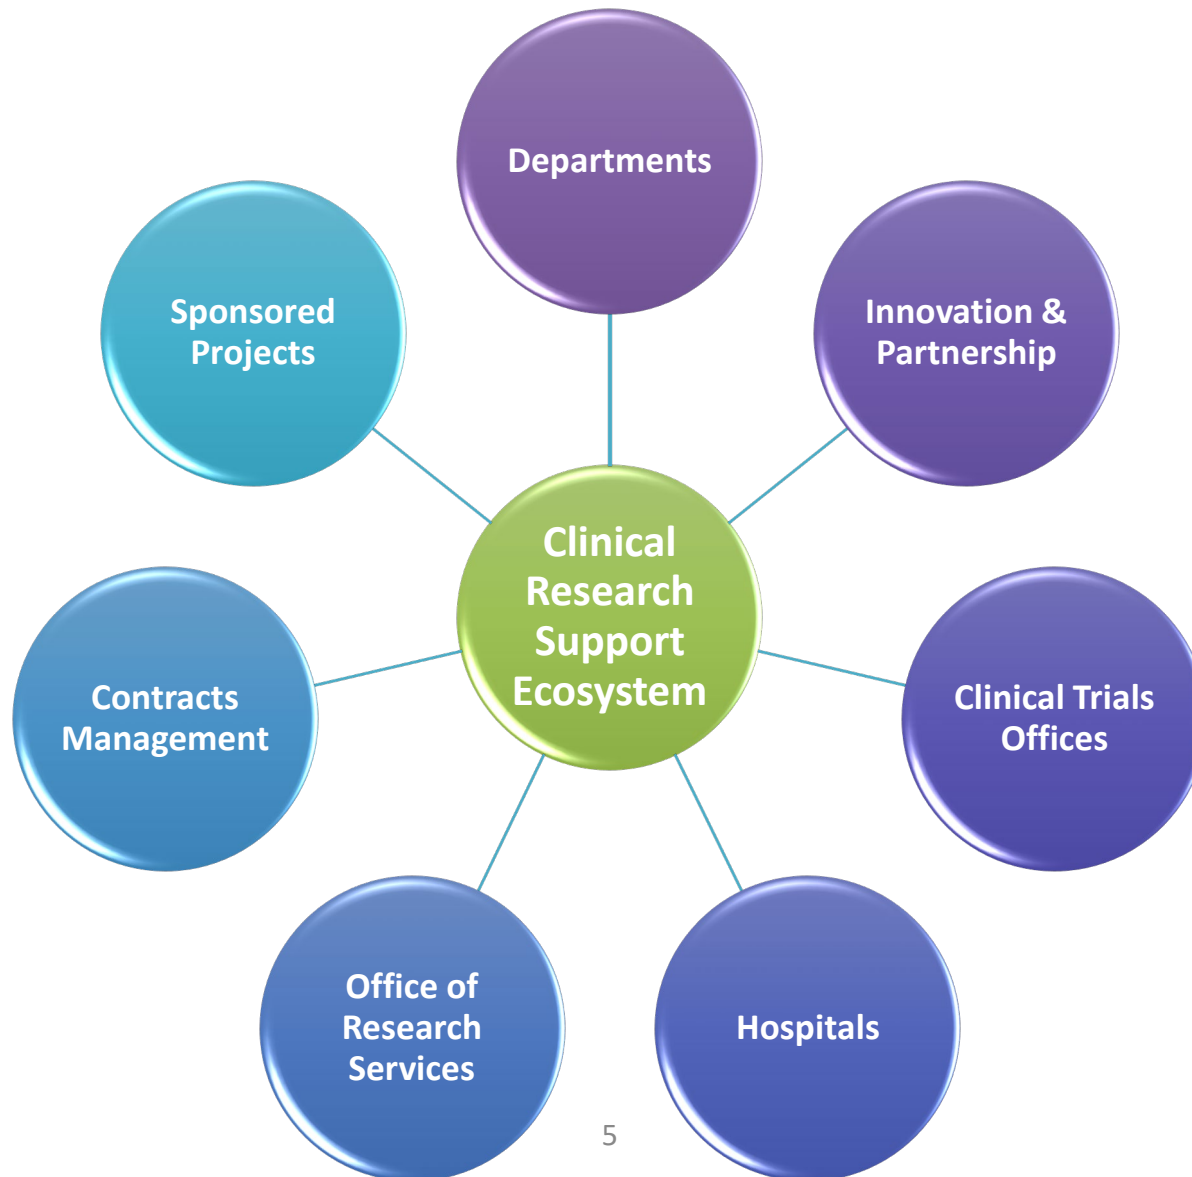 Departments
Sponsored
Projects
Innovation &
Partnership
Clinical
Research
Support
Ecosystem
Contracts
Management
Clinical Trials
Offices
Office of
Research
Services
Hospitals
5